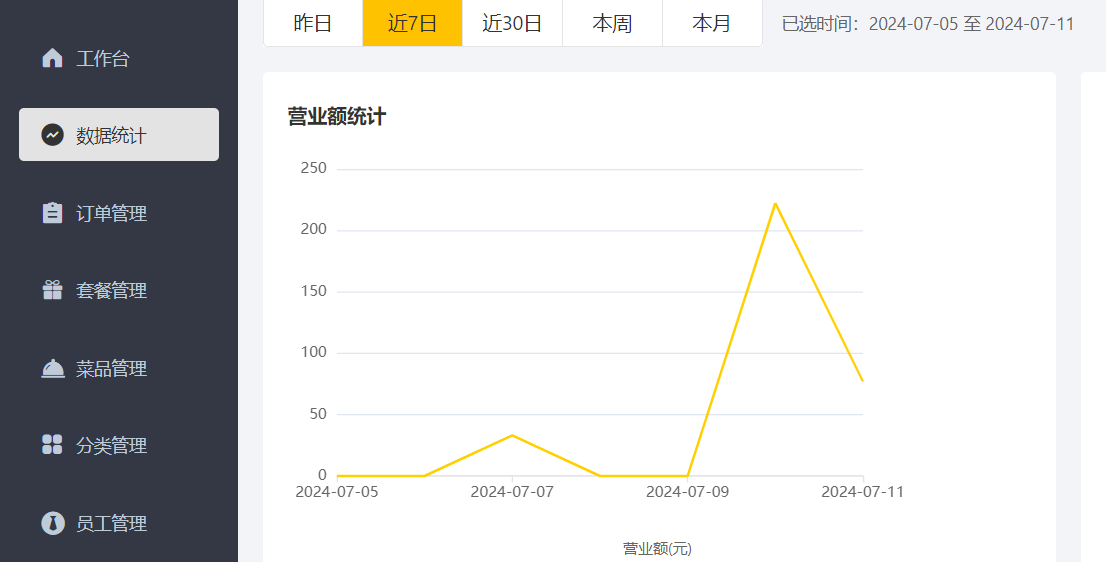 工作台
数据统计
订单管理
套餐管理
菜品管理
分类管理
员工管理
昨日 近7日 近30日 本周 本月 已选时间：2024-07-05 至 2024-07-11
营业额统计
250
200
150
100
50
0
2024-07-05 2024-07-07 2024-07-09 2024-07-11
营业额(元)